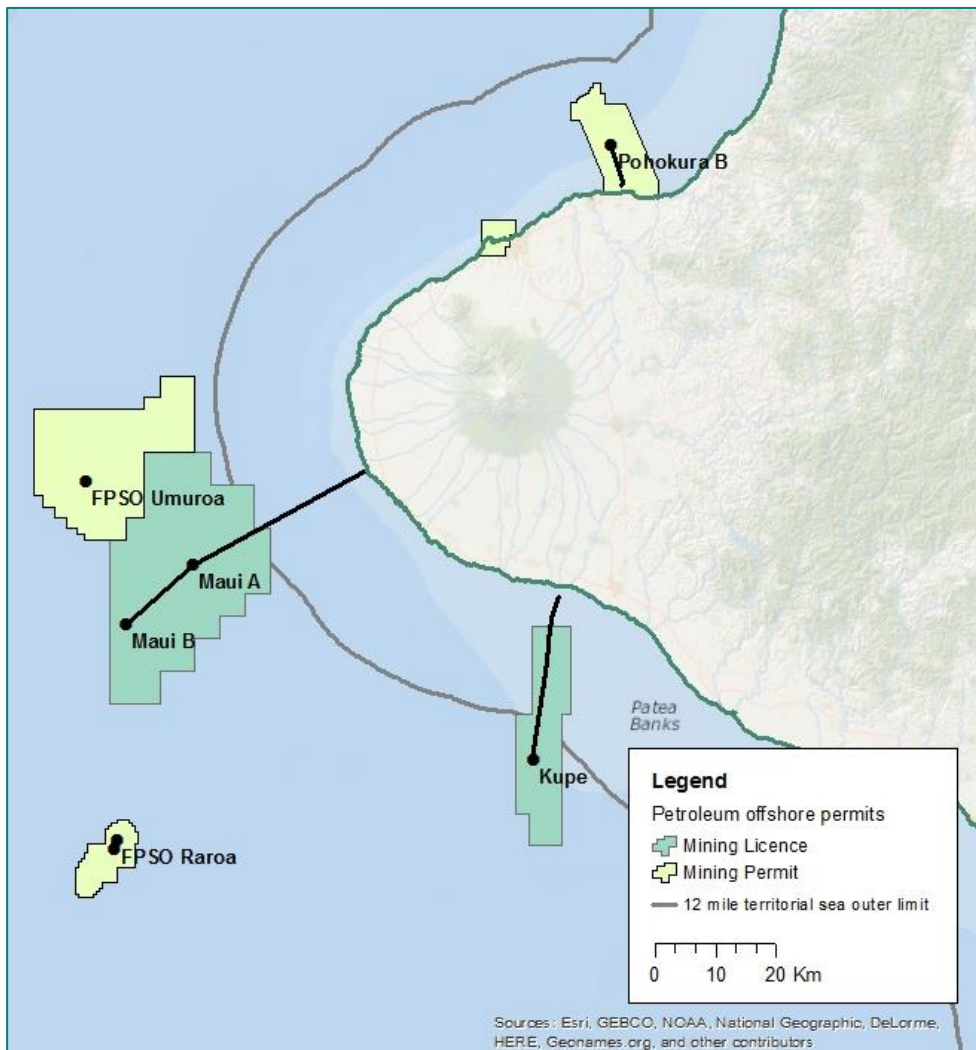 Pohokura B
FPSO Umuroa
Maui A
Maui B
Patea
Banks
Kupe
FPSO Raroa
Legend
Petroleum offshore permits
Mining Licence
Mining Permit
12 mile territorial sea outer limit
0 10 20 Km
Sources: Esri, GEBCO, NOAA, National Geographic, DeLorme,
HERE, Geonames.org, and other contributors